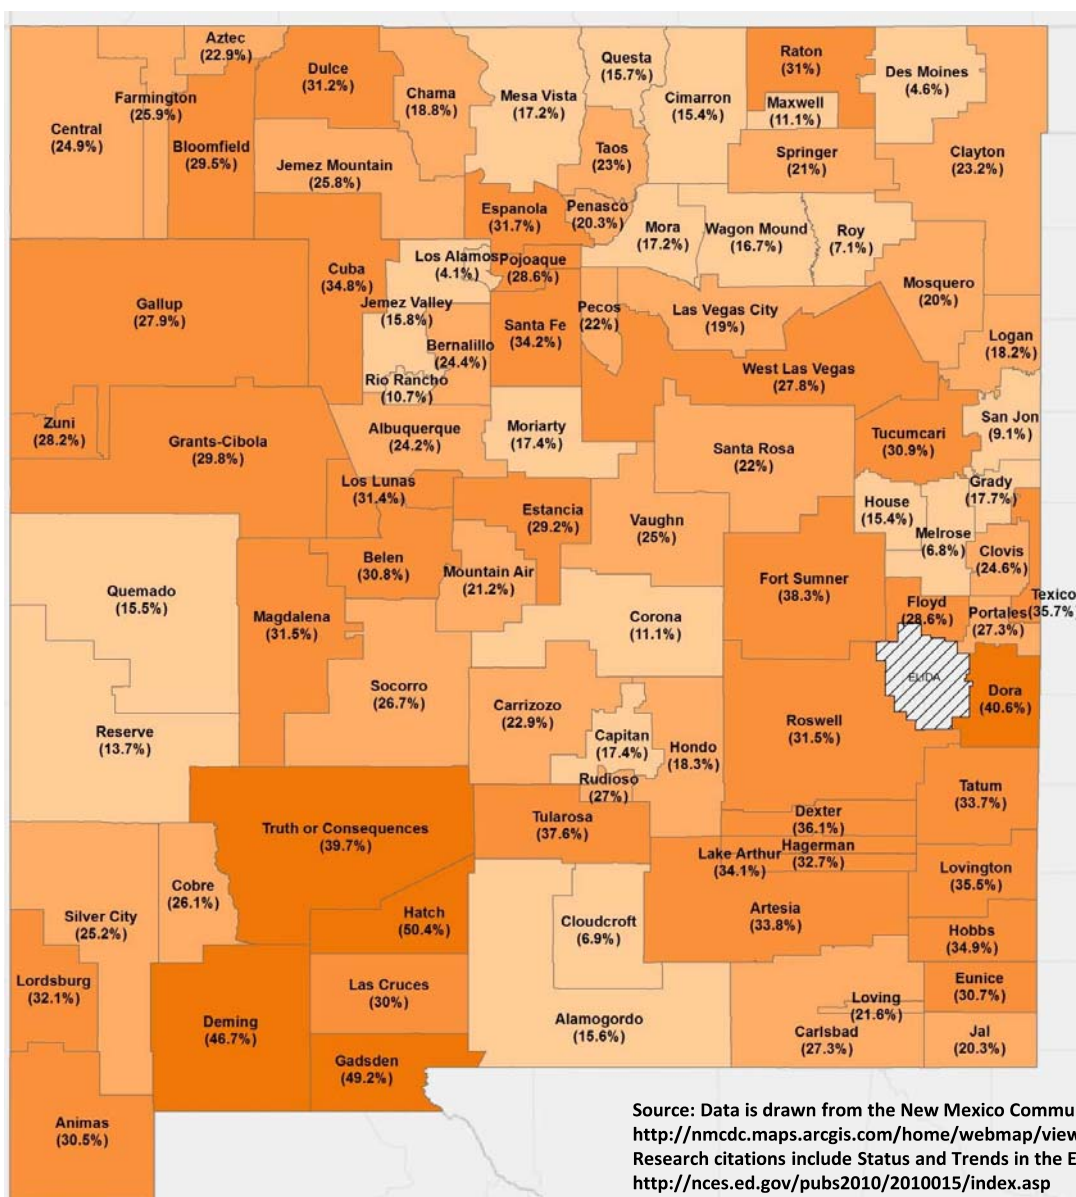 Aztec
(22.9%)
Farmington
(25.9%)
Central
(24.9%)
Bloomfield
(29.5%)
Dulce
(31.2%)
Chama
(18.8%)
Jemez Mountain
(25.8%)
Mesa Vista
(17.2%)
Questa
(15.7%)
Taos
(23%)
Cimarron
(15.4%)
Raton
(31%)
Maxwell
(11.1%)
Des Moines
(4.6%)
Springer
(21%)
Clayton
(23.2%)
Espanola
(31.7%)
Penasco
(20.3%)
Mora
(17.2%)
Wagon Mound
(16.7%)
Roy
(7.1%)
Gallup
(27.9%)
Cuba
(34.8%)
Los Alamos
(4.1%)
Pojoaque
(28.6%)
Jemez Valley
(15.8%)
Santa Fe
(34.2%)
Pecos
(22%)
Las Vegas City
(19%)
Mosquero
(20%)
Logan
(18.2%)
Bernalillo
(24.4%)
Rio Rancho
(10.7%)
West Las Vegas
(27.8%)
Zuni
(28.2%)
Grants-Cibola
(29.8%)
Albuquerque
(24.2%)
Moriarty
(17.4%)
Santa Rosa
(22%)
Tucumcari
(30.9%)
San Jon
(9.1%)
Los Lunas
(31.4%)
Estancia
(29.2%)
Vaughn
(25%)
House
(15.4%)
Grady
(17.7%)
Melrose
(6.8%)
Clovis
(24.6%)
Quemado
(15.5%)
Belen
(30.8%)
Mountain Air
(21.2%)
Fort Sumner
(38.3%)
Magdalena
(31.5%)
Corona
(11.1%)
Floyd
(28.6%)
Portales
(27.3%)
Texico
(35.7%
Socorro
(26.7%)
Carrizozo
(22.9%)
ELIDA
Dora
(40.6%)
Reserve
(13.7%)
Capitan
(17.4%)
Hondo
(18.3%)
Roswell
(31.5%)
Rudioso
(27%)
Tatum
(33.7%)
Truth or Consequences
(39.7%)
Tularosa
(37.6%)
Dexter
(36.1%)
Hagerman
(32.7%)
Lake Arthur
(34.1%)
Lovington
(35.5%)
Cobre
(26.1%)
Silver City
(25.2%)
Hatch
(50.4%)
Cloudcroft
(6.9%)
Artesia
(33.8%)
Hobbs
(34.9%)
Lordsburg
(32.1%)
Las Cruces
(30%)
Eunice
(30.7%)
Deming
(46.7%)
Alamogordo
(15.6%)
Loving
(21.6%)
Carlsbad
(27.3%)
Jal
(20.3%)
Gadsden
(49.2%)
Animas
(30.5%)
Source: Data is drawn from the New Mexico Commu
http://nmcdc.maps.arcgis.com/home/webmap/view
Research citations include Status and Trends in the E
http://nces.ed.gov/pubs2010/2010015/index.asp